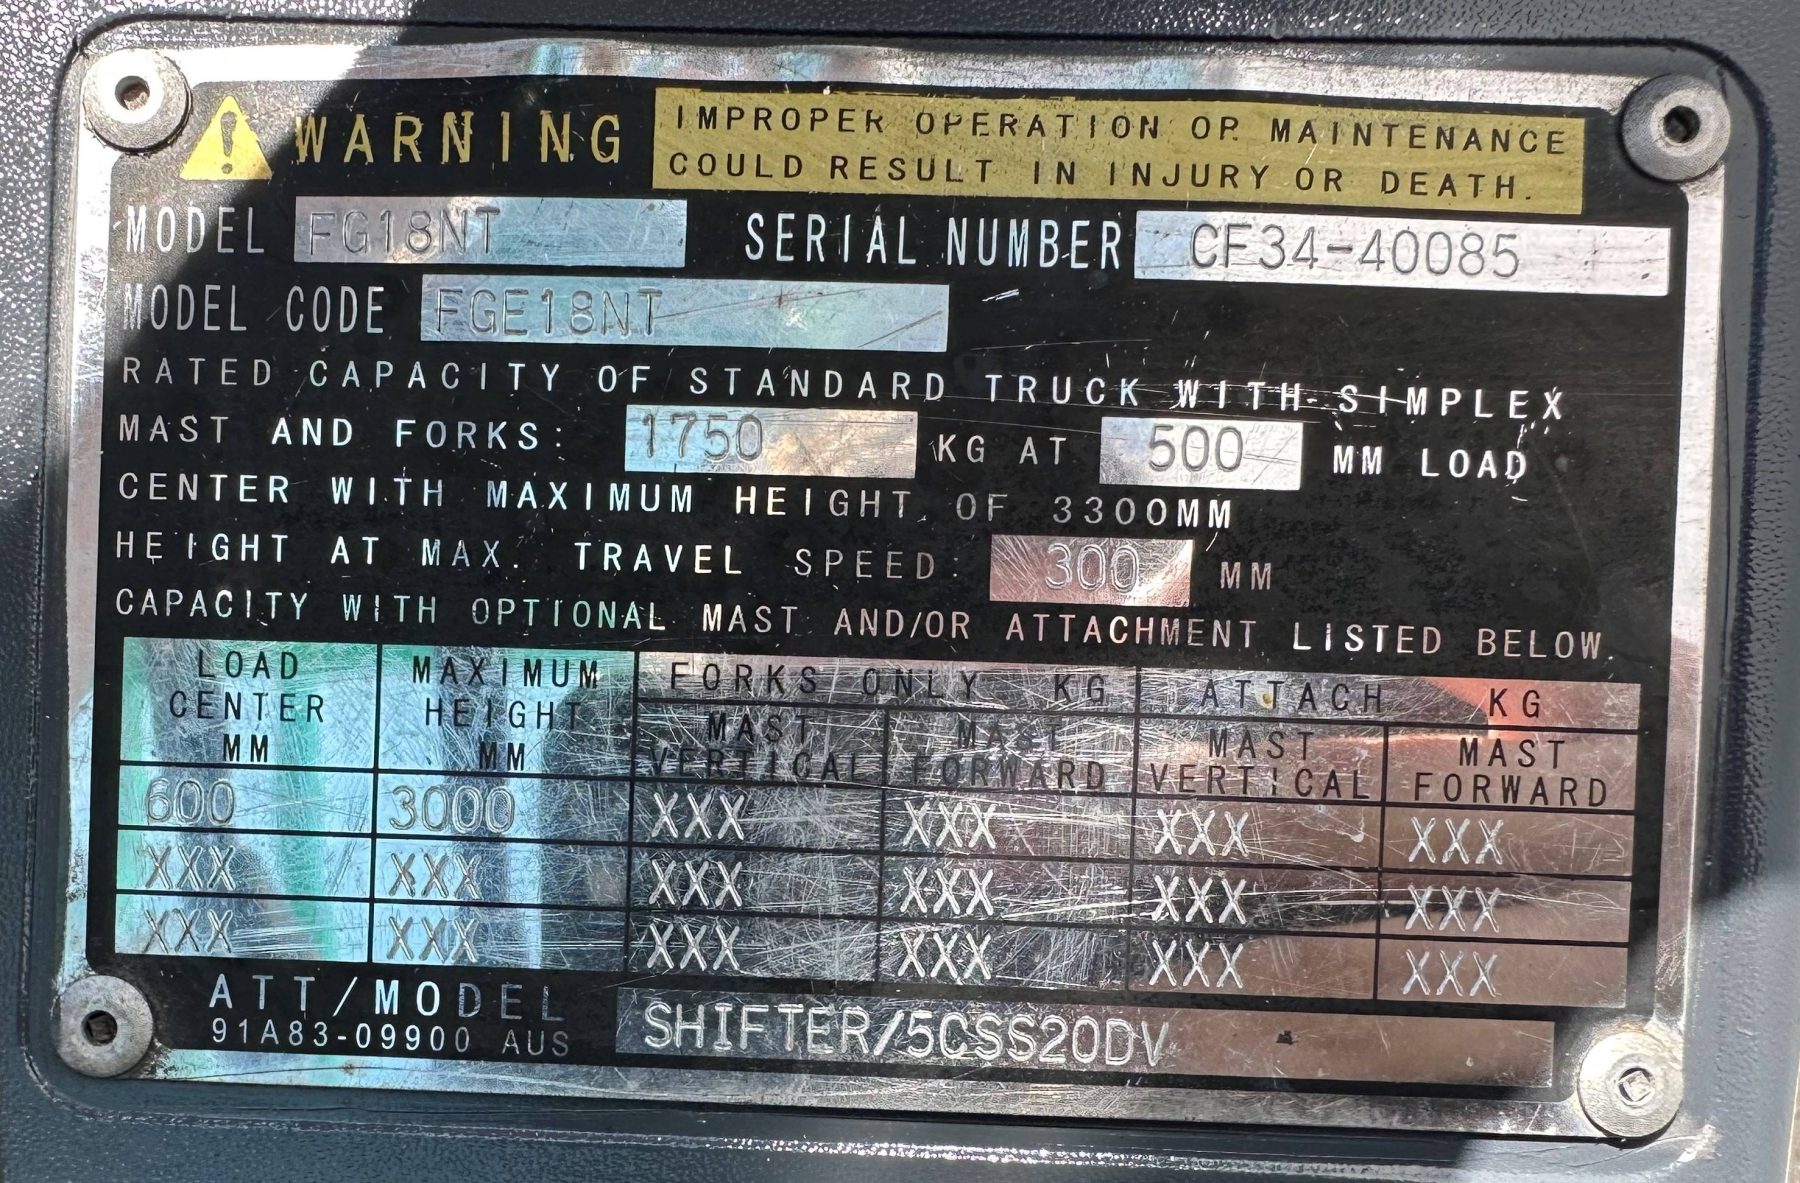 WARNING
IMPROPER OPERATION OR MAINTENANCE
COULD RESULT IN INJURY OR DEATH.
MODEL FG18NT SERIAL NUMBER CF34-40085
MODEL CODE FGE18NT
RATED CAPACITY OF STANDARD TRUCK WITH SIMPLEX
MAST AND FORKS: 1750 KG AT 500 MM LOAD
CENTER WITH MAXIMUM HEIGHT OF 3300MM
HEIGHT AT MAX. TRAVEL SPEED: 300 MM
CAPACITY WITH OPTIONAL MAST AND/OR ATTACHMENT LISTED BELOW.
LOAD CENTER MM MAXIMUM HEIGHT MM FORKS ONLY KG ATTACH KG
MAST VERTICAL MAST FORWARD MAST VERTICAL MAST FORWARD
600 3000 XXX XXX XXX XXX
XXX XXX XXX XXX XXX XXX
XXX XXX XXX XXX XXX XXX
ATT/MODEL SHIFTER/5CSS20DV
91A83-09900 AUS